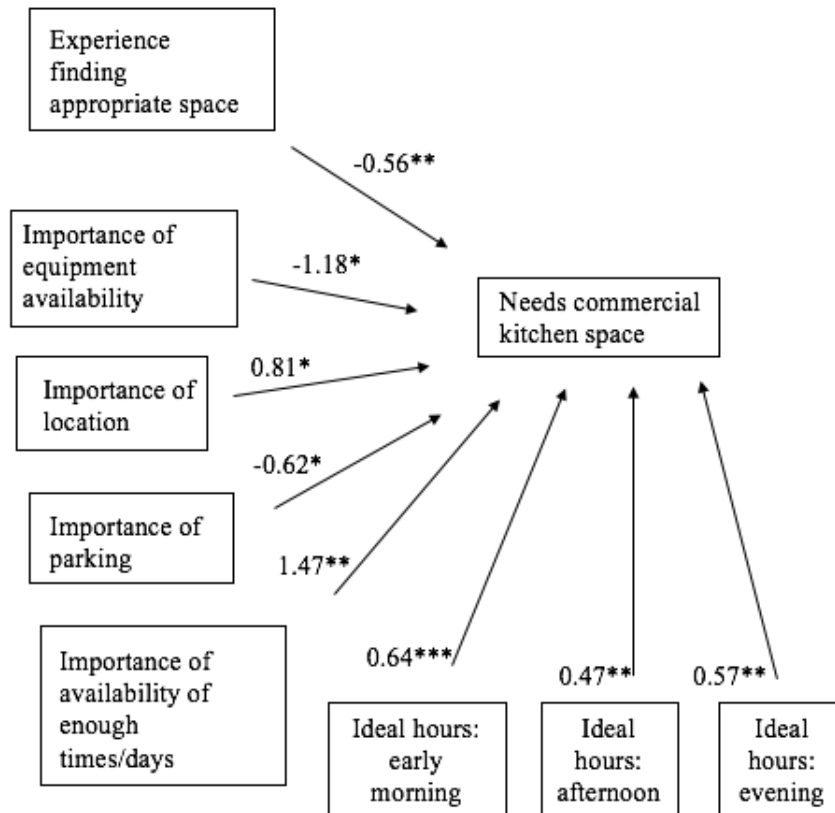 Experience
finding
appropriate space
-0.56**
Importance of
equipment
availability
-1.18*
Needs commercial
kitchen space
Importance of
location
0.81*
Importance of
parking
-0.62*
Importance of
availability of
enough
times/days
1.47**
0.64***
Ideal hours:
early
morning
0.47**
Ideal
hours:
afternoon
0.57**
Ideal
hours:
evening